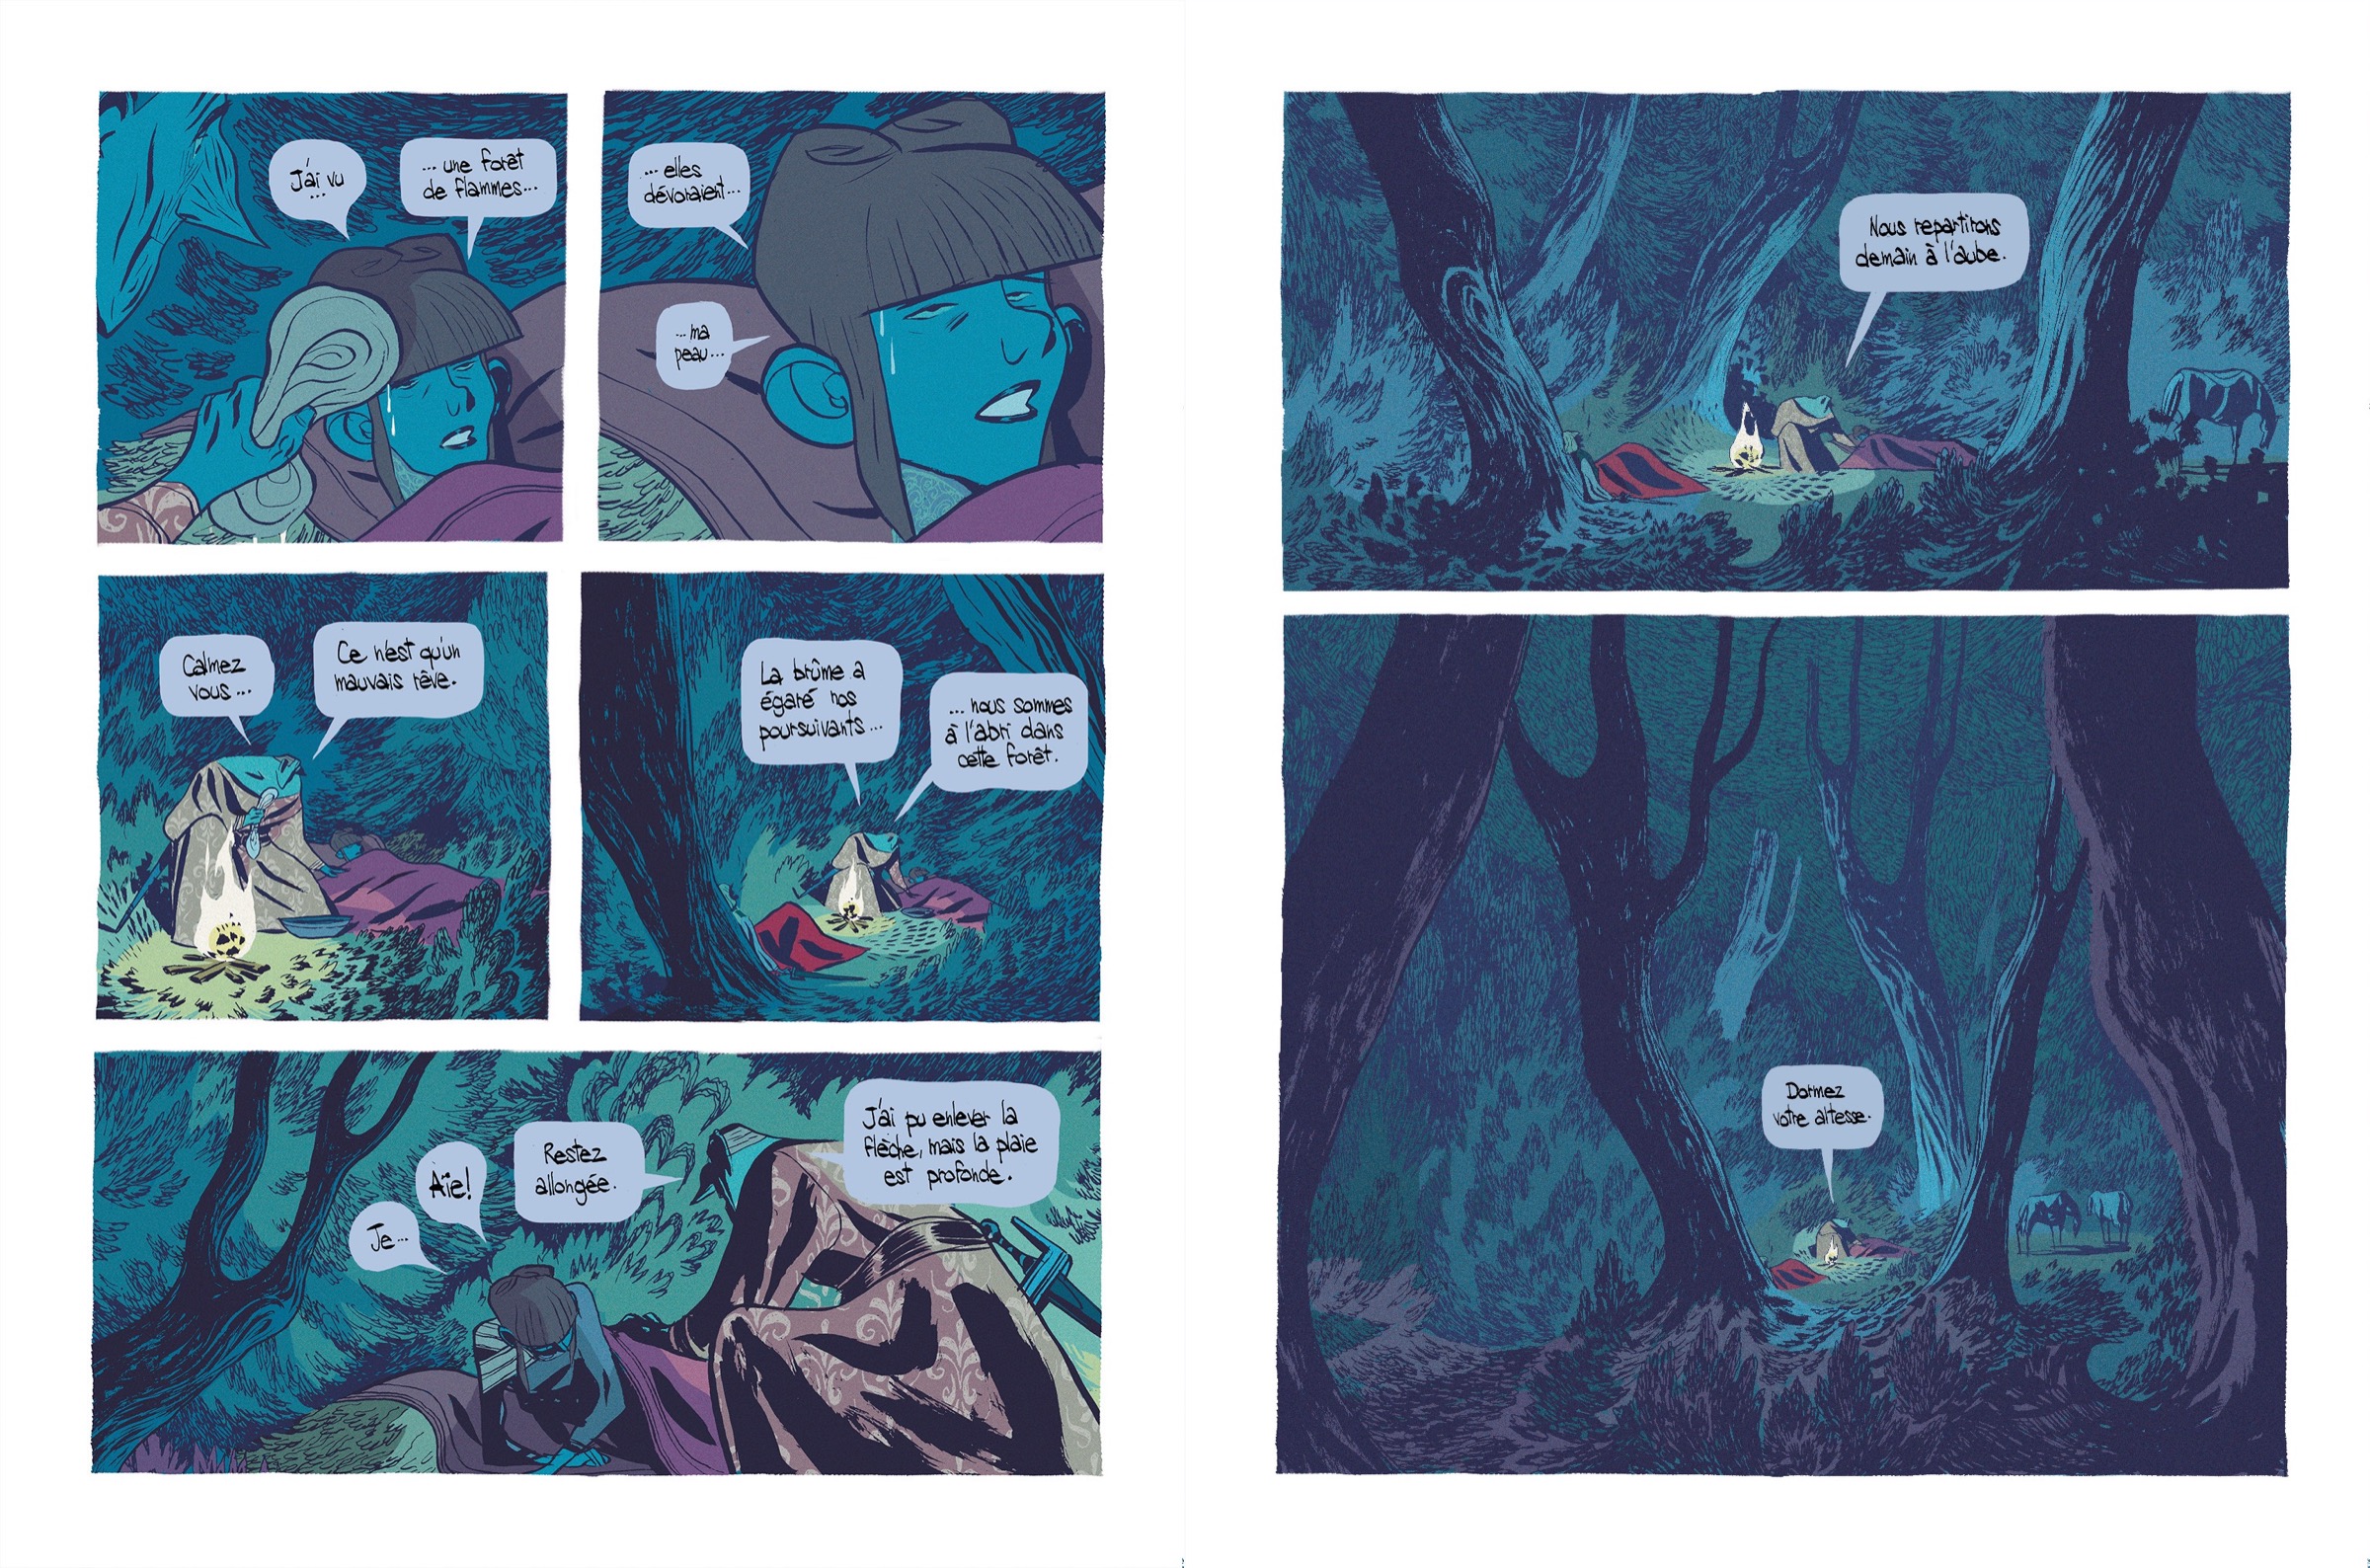 J'ai vu
...
... une forêt
de flammes...
... elles
dévoraient...
... ma
peau...
Calmez
vous...
Ce n'est qu'un
mauvais rêve.
La brûme a
égaré nos
poursuivants...
... nous sommes
à l'abri dans
cette forêt.
Je...
Aïe!
Restez
allongée.
J'ai pu enlever la
flèche, mais la plaie
est profonde.
Nous repartirons
demain à l'aube.
Dormez
votre altesse.